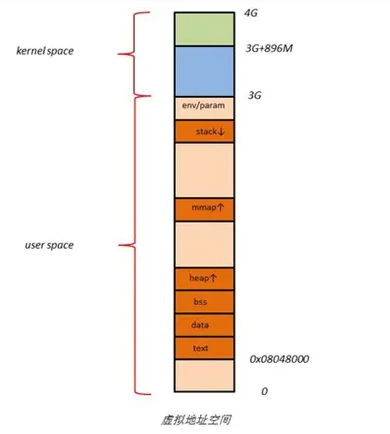 4G
kernel space
3G+896M
3G
env/param
stack↓
mmap↑
user space
heap↑
bss
data
text
0x08048000
0
虚拟地址空间